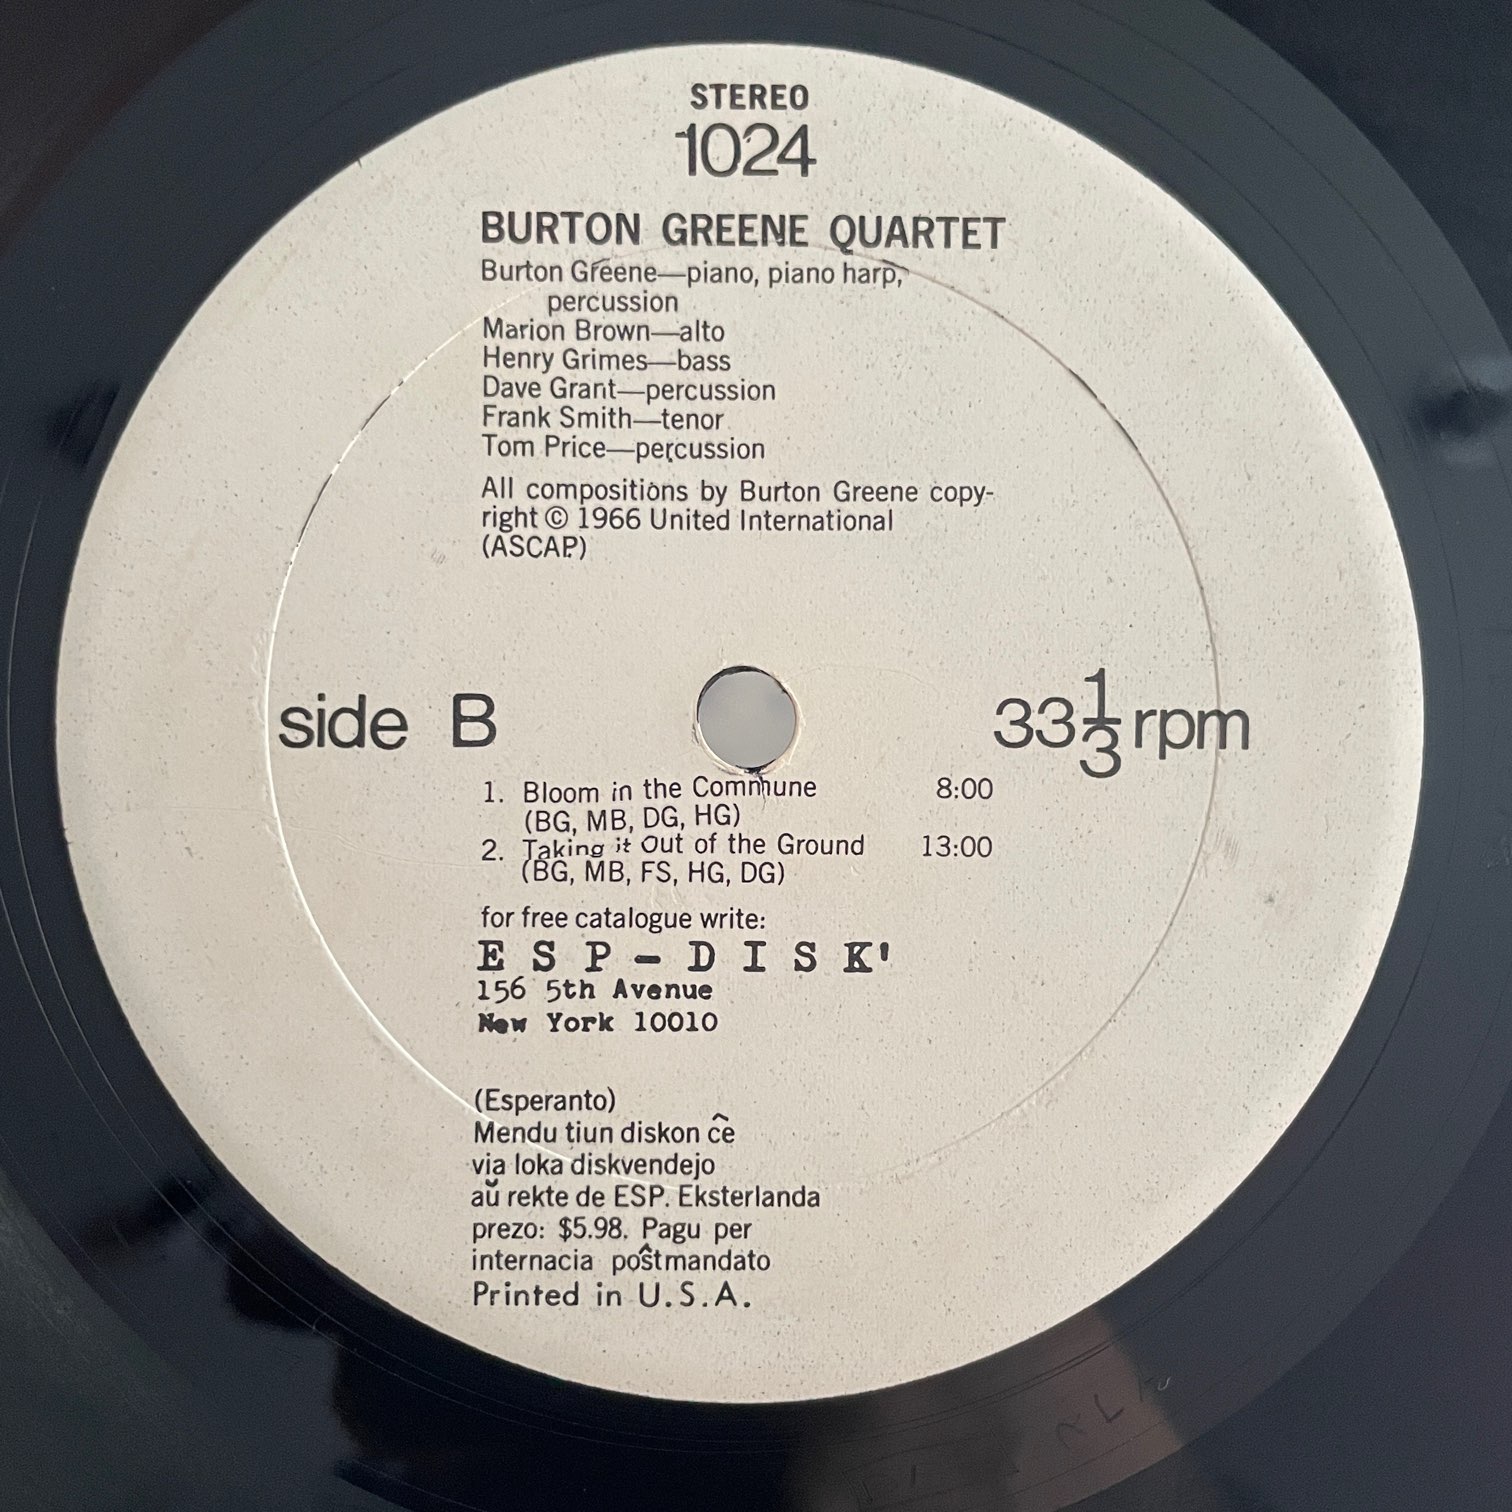 STEREO
1024
BURTON GREENE QUARTET
Burton Greene—piano, piano harp,
percussion
Marion Brown—alto
Henry Grimes—bass
Dave Grant—percussion
Frank Smith—tenor
Tom Price—percussion
All compositions by Burton Greene copy-
right © 1966 United International
(ASCAP.)
side B
33 1/3 rpm
1. Bloom in the Commune 8:00
(BG, MB, DG, HG)
2. Taking it Out of the Ground 13:00
(BG, MB, FS, HG, DG)
for free catalogue write:
ESP-DISK'
156 5th Avenue
New York 10010
(Esperanto)
Mendu tiun diskon ĉe
via loka diskvendejo
aŭ rekte de ESP. Eksterlanda
prezo: $5.98. Pagu per
internacia poŝtmandato
Printed in U.S.A.